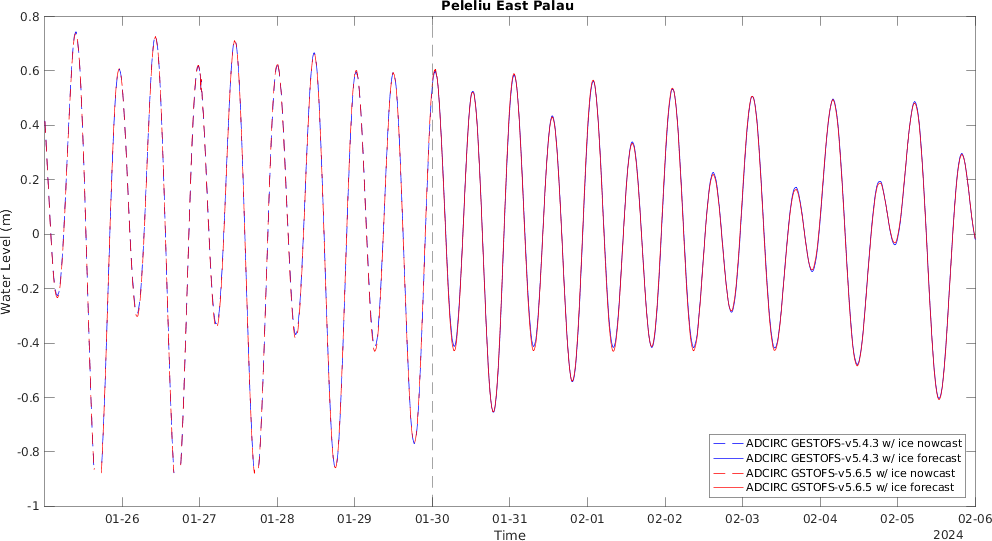 Peleliu East Palau
0.8
0.6
0.4
0.2
0
-0.2
-0.4
-0.6
-0.8
-1
Water Level (m)
ADCIRC GESTOFS-v5.4.3 w/ ice nowcast
ADCIRC GESTOFS-v5.4.3 w/ ice forecast
ADCIRC GSTOFS-v5.6.5 w/ ice nowcast
ADCIRC GSTOFS-v5.6.5 w/ ice forecast
01-26 01-27 01-28 01-29 01-30 01-31 02-01 02-02 02-03 02-04 02-05 02-06
Time
2024